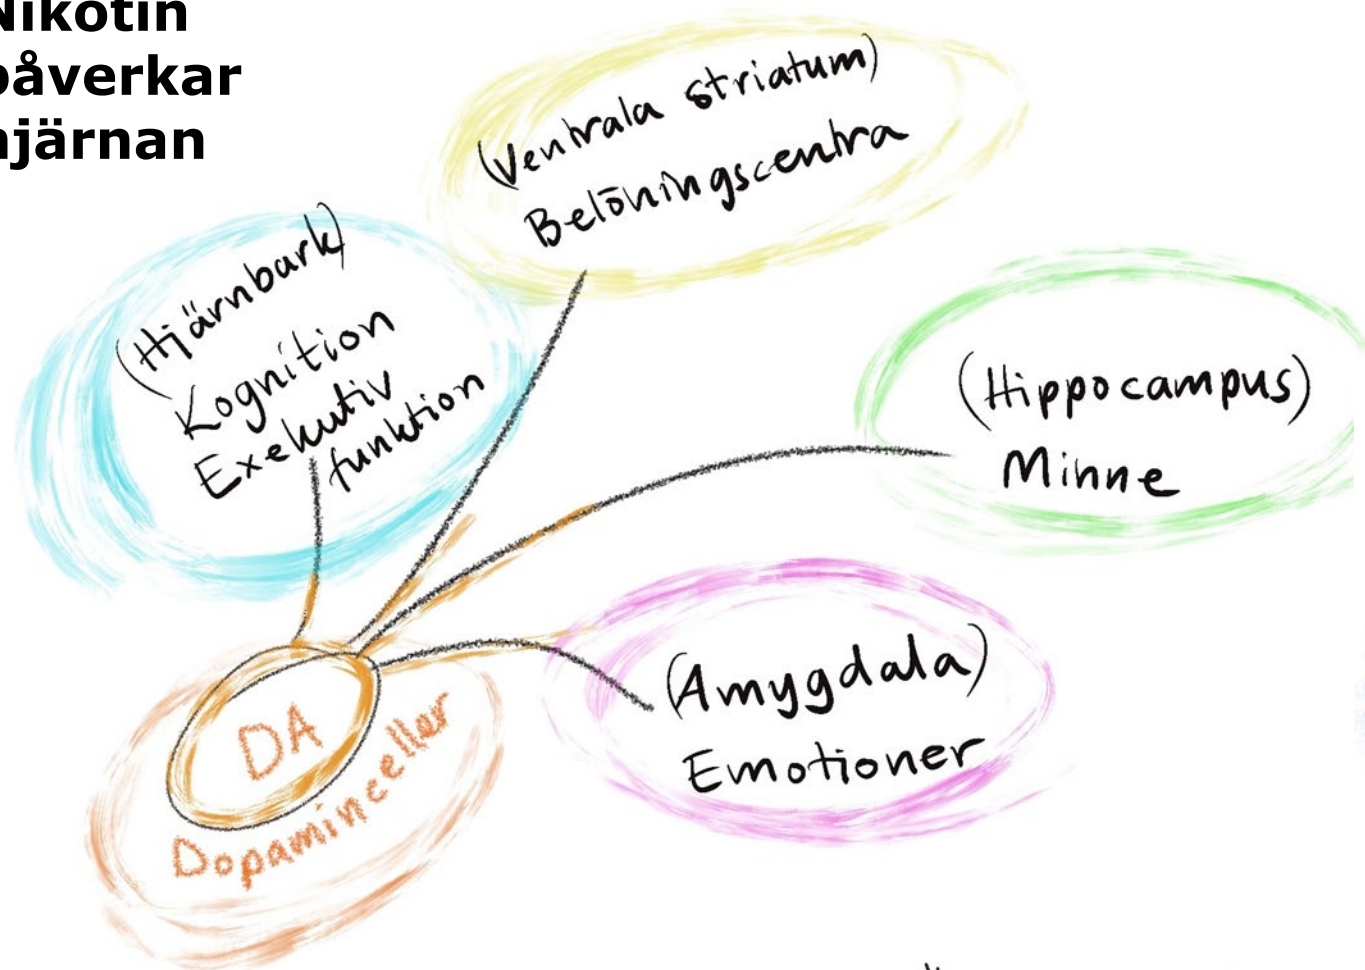 Nikotin
påverkar
hjärnan
(Ventrala striatum)
Belöningscentra
(Hjärnbark)
Kognition
Exekutiv
funktion
(Hippocampus)
Minne
(Amygdala)
Emotioner
DA
Dopaminceller